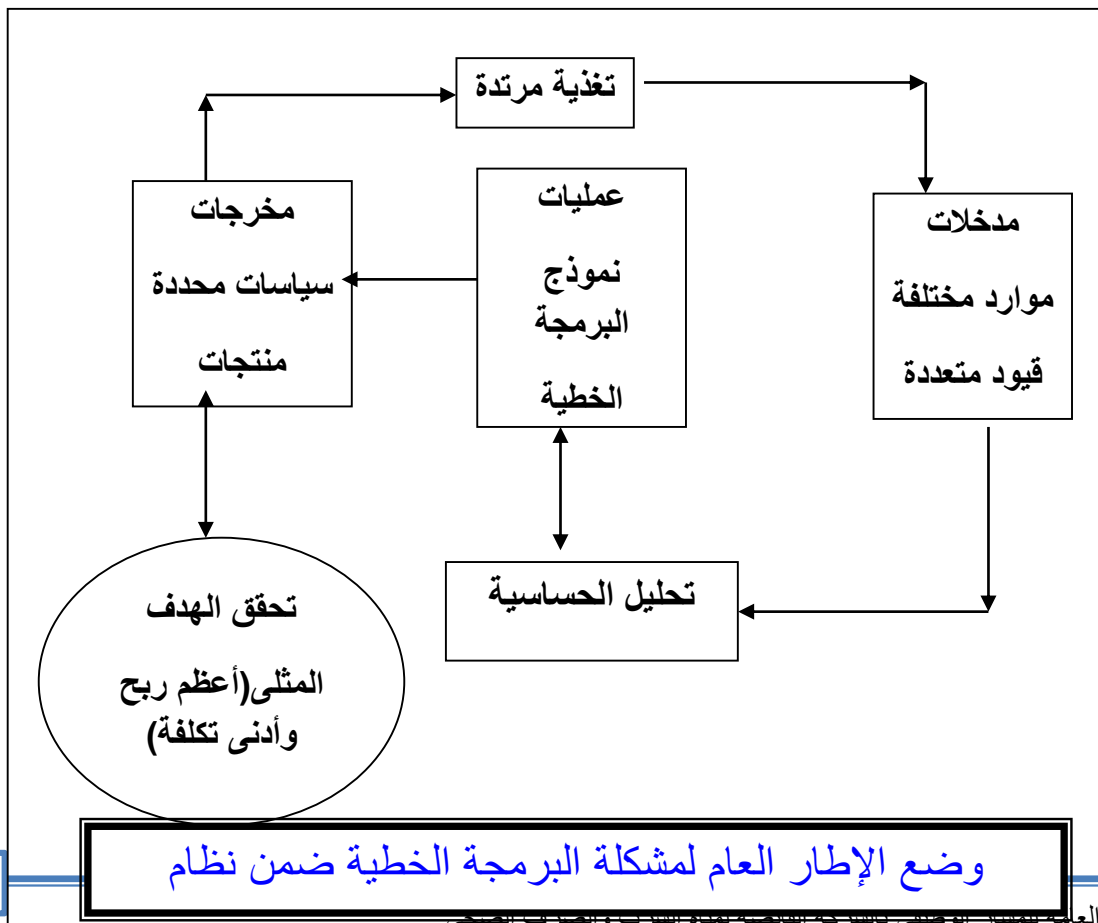 تغذية مرتدة
مدخلات
موارد مختلفة
قيود متعددة
عمليات
نموذج
البرمجة
الخطية
مخرجات
سياسات محددة
منتجات
تحليل الحساسية
تحقق الهدف
المثلى(أعظم ربح
وأدنى تكلفة)
وضع الإطار العام لمشكلة البرمجة الخطية ضمن نظام